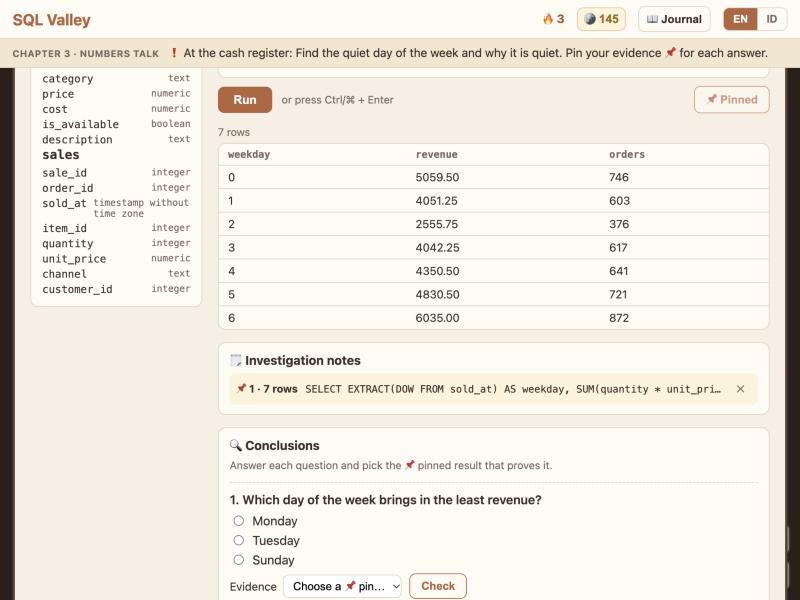 SQL Valley
🔥 3
🪙 145
📖 Journal
EN
ID
CHAPTER 3 · NUMBERS TALK
❗ At the cash register: Find the quiet day of the week and why it is quiet. Pin your evidence 📌 for each answer.
category text
price numeric
cost numeric
is_available boolean
description text
sales
sale_id integer
order_id integer
sold_at timestamp without
time zone
item_id integer
quantity integer
unit_price numeric
channel text
customer_id integer
Run
or press Ctrl/⌘ + Enter
📌 Pinned
7 rows
weekday revenue orders
0 5059.50 746
1 4051.25 603
2 2555.75 376
3 4042.25 617
4 4350.50 641
5 4830.50 721
6 6035.00 872
🗒️ Investigation notes
📌 1 · 7 rows SELECT EXTRACT(DOW FROM sold_at) AS weekday, SUM(quantity * unit_pri… ✕
🔍 Conclusions
Answer each question and pick the 📌 pinned result that proves it.
1. Which day of the week brings in the least revenue?
Monday
Tuesday
Sunday
Evidence
Choose a 📌 pin…
Check